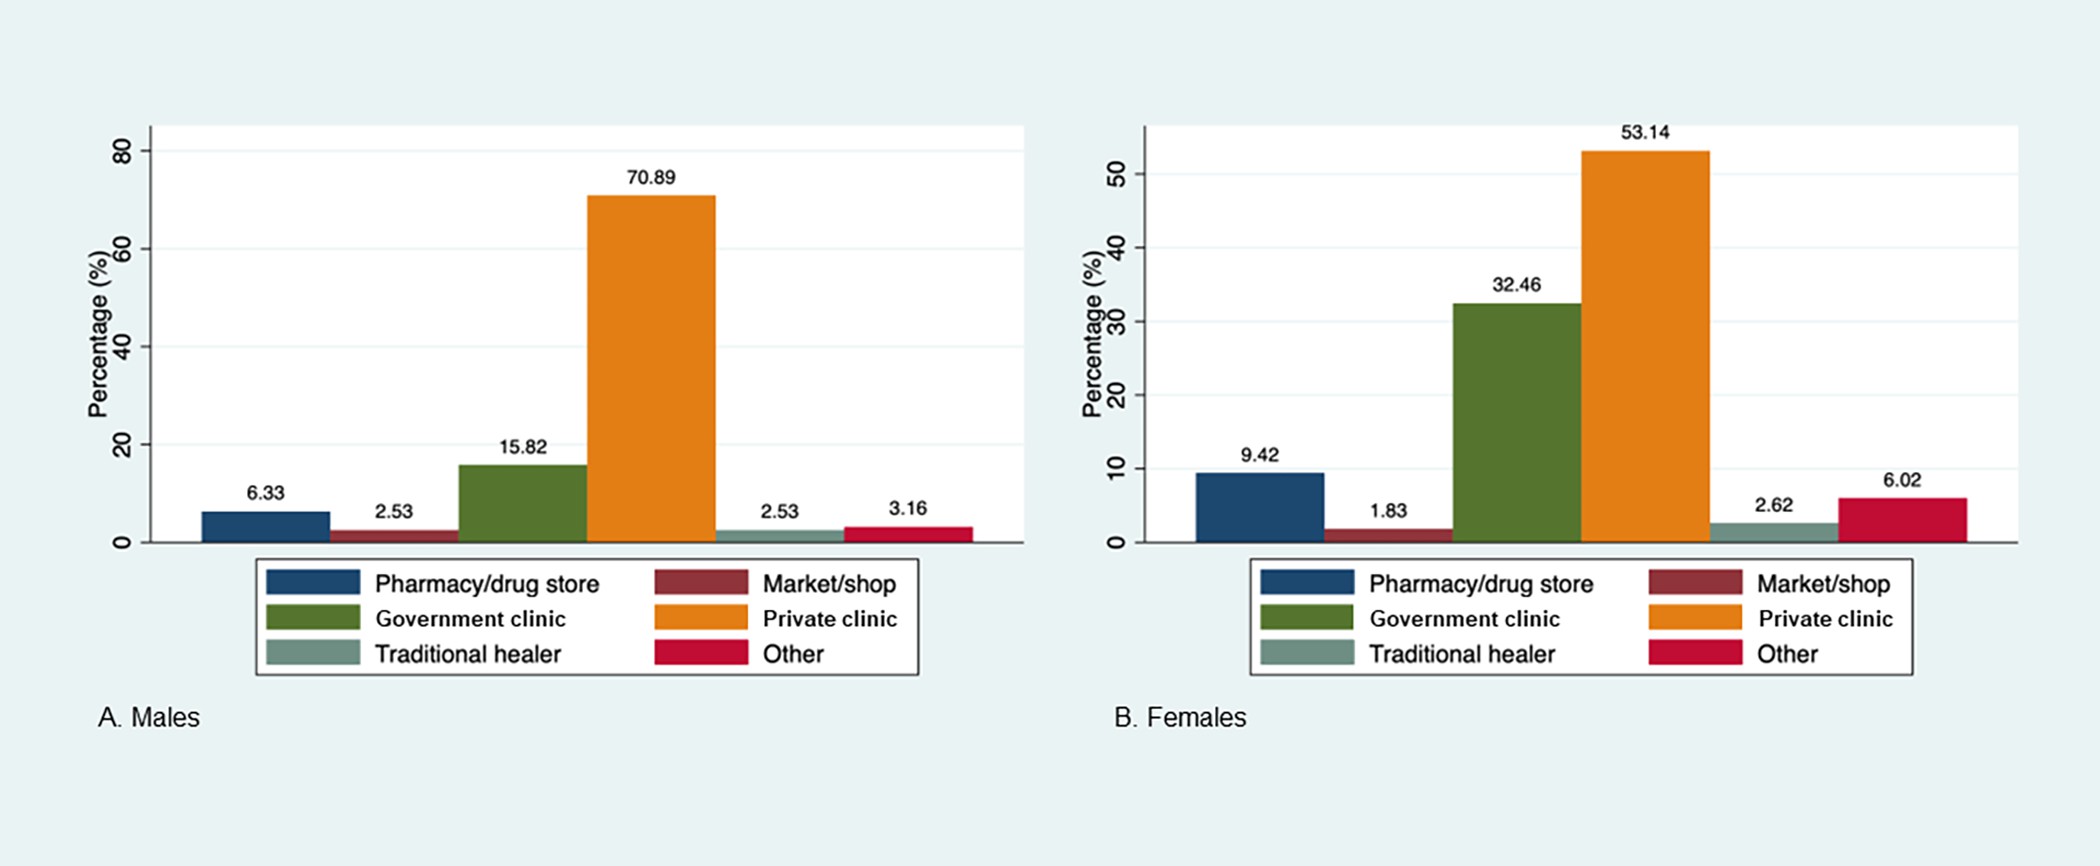 Percentage (%)
80
60
40
20
0
70.89
15.82
6.33
2.53
2.53
3.16
Pharmacy/drug store Market/shop
Government clinic Private clinic
Traditional healer Other
A. Males
Percentage (%)
50
40
30
20
10
0
53.14
32.46
9.42
1.83
2.62
6.02
Pharmacy/drug store Market/shop
Government clinic Private clinic
Traditional healer Other
B. Females